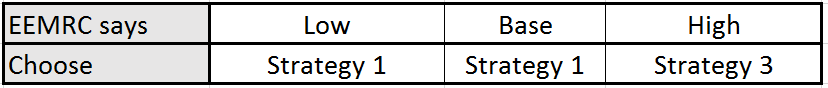 EEMRC says Low Base High
Choose Strategy 1 Strategy 1 Strategy 3